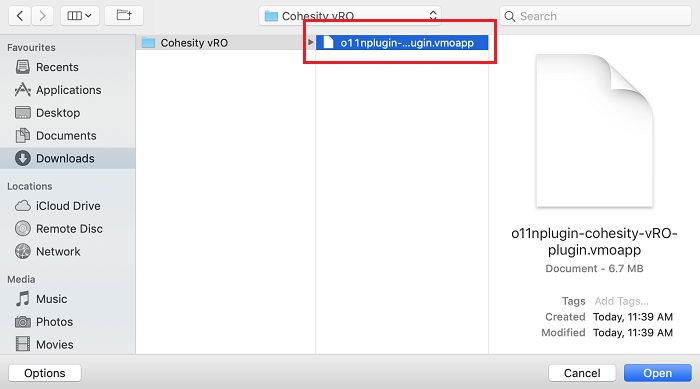 Cohesity vRO
Search
Favourites
Recents
Applications
Desktop
Documents
Downloads
Locations
iCloud Drive
Remote Disc
Network
Media
Music
Photos
Movies
Cohesity vRO
o11nplugin-...ugin.vmoapp
o11nplugin-cohesity-vRO-
plugin.vmoapp
Document - 6.7 MB
Tags Add Tags...
Created Today, 11:39 AM
Modified Today, 11:39 AM
Options
Cancel
Open